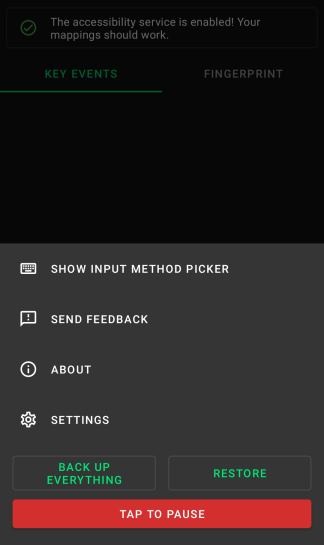 The accessibility service is enabled! Your
mappings should work.
KEY EVENTS
FINGERPRINT
SHOW INPUT METHOD PICKER
SEND FEEDBACK
ABOUT
SETTINGS
BACK UP
EVERYTHING
RESTORE
TAP TO PAUSE